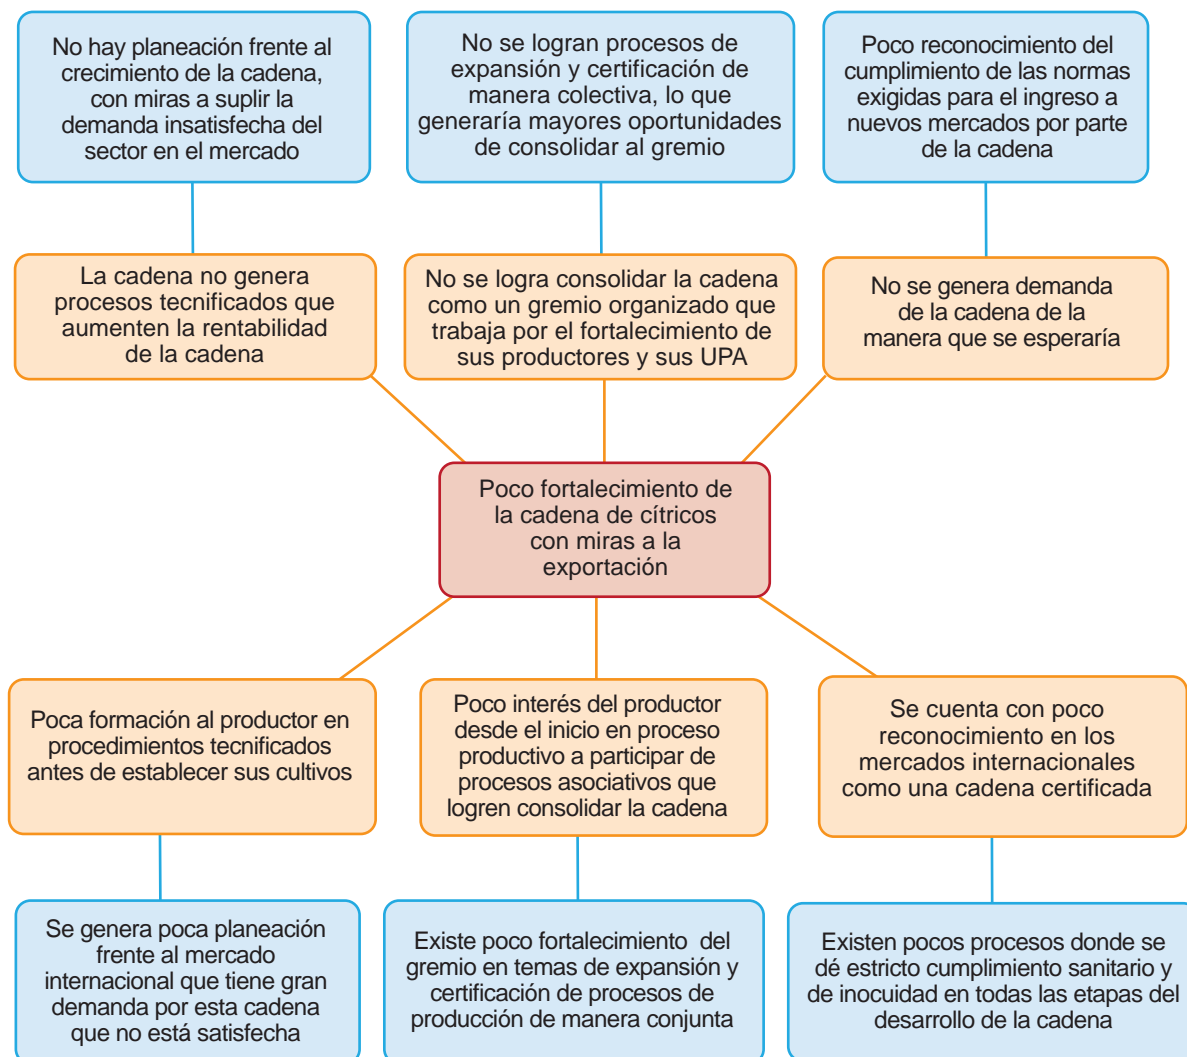 No hay planeación frente al
crecimiento de la cadena,
con miras a suplir la
demanda insatisfecha del
sector en el mercado
No se logran procesos de
expansión y certificación de
manera colectiva, lo que
generaría mayores oportunidades
de consolidar al gremio
Poco reconocimiento del
cumplimiento de las normas
exigidas para el ingreso a
nuevos mercados por parte
de la cadena
La cadena no genera
procesos tecnificados que
aumenten la rentabilidad
de la cadena
No se logra consolidar la cadena
como un gremio organizado que
trabaja por el fortalecimiento de
sus productores y sus UPA
No se genera demanda
de la cadena de la
manera que se esperaría
Poco fortalecimiento de
la cadena de cítricos
con miras a la
exportación
Poca formación al productor en
procedimientos tecnificados
antes de establecer sus cultivos
Poco interés del productor
desde el inicio en proceso
productivo a participar de
procesos asociativos que
logren consolidar la cadena
Se cuenta con poco
reconocimiento en los
mercados internacionales
como una cadena certificada
Se genera poca planeación
frente al mercado
internacional que tiene gran
demanda por esta cadena
que no está satisfecha
Existe poco fortalecimiento del
gremio en temas de expansión y
certificación de procesos de
producción de manera conjunta
Existen pocos procesos donde se
dé estricto cumplimiento sanitario y
de inocuidad en todas las etapas del
desarrollo de la cadena